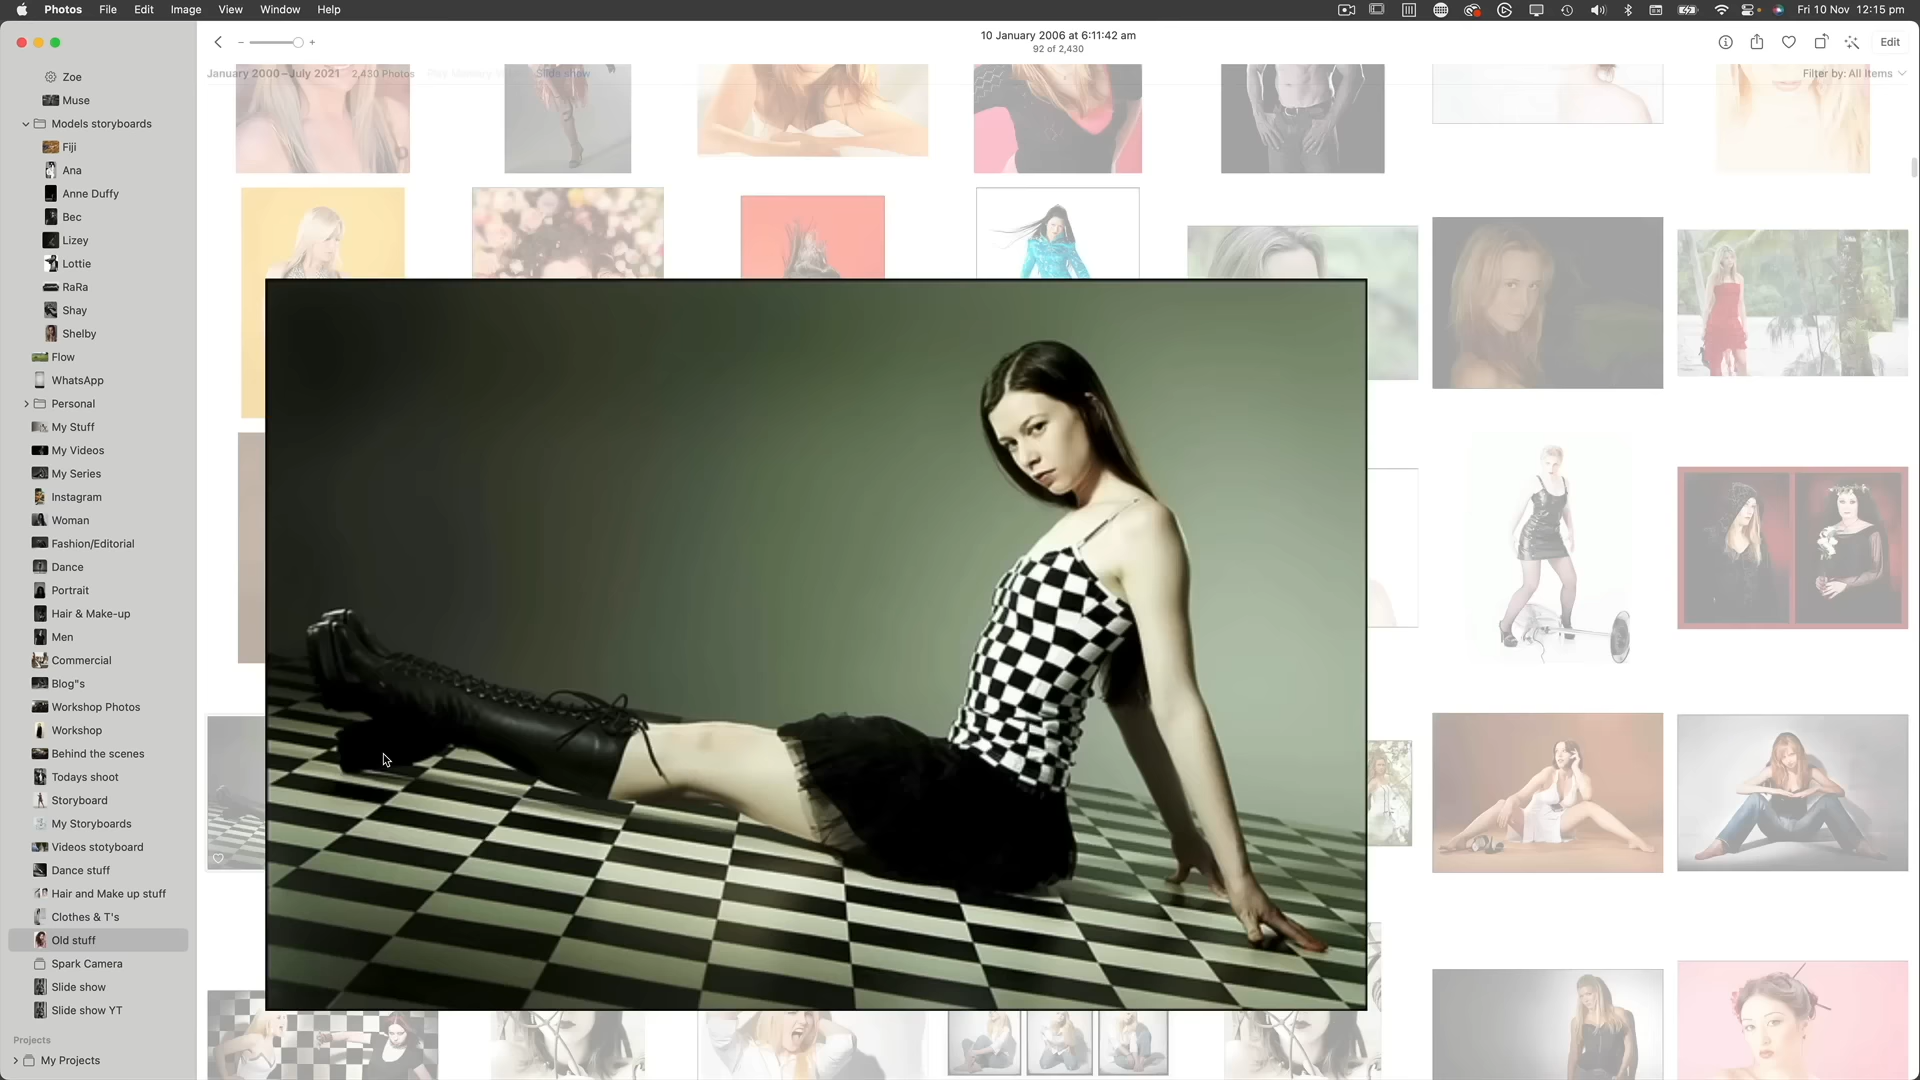 Photos File Edit Image View Window Help
Fri 10 Nov 12:15 pm
10 January 2006 at 6:11:42 am
92 of 2,430
Edit
January 2000–July 2021 2,430 Photos Slide show
Filter by: All Items
Zoe
Muse
Models storyboards
Fiji
Ana
Anne Duffy
Bec
Lizey
Lottie
RaRa
Shay
Shelby
Flow
WhatsApp
Personal
My Stuff
My Videos
My Series
Instagram
Woman
Fashion/Editorial
Dance
Portrait
Hair & Make-up
Men
Commercial
Blog"s
Workshop Photos
Workshop
Behind the scenes
Todays shoot
Storyboard
My Storyboards
Videos stotyboard
Dance stuff
Hair and Make up stuff
Clothes & T's
Old stuff
Spark Camera
Slide show
Slide show YT
Projects
My Projects